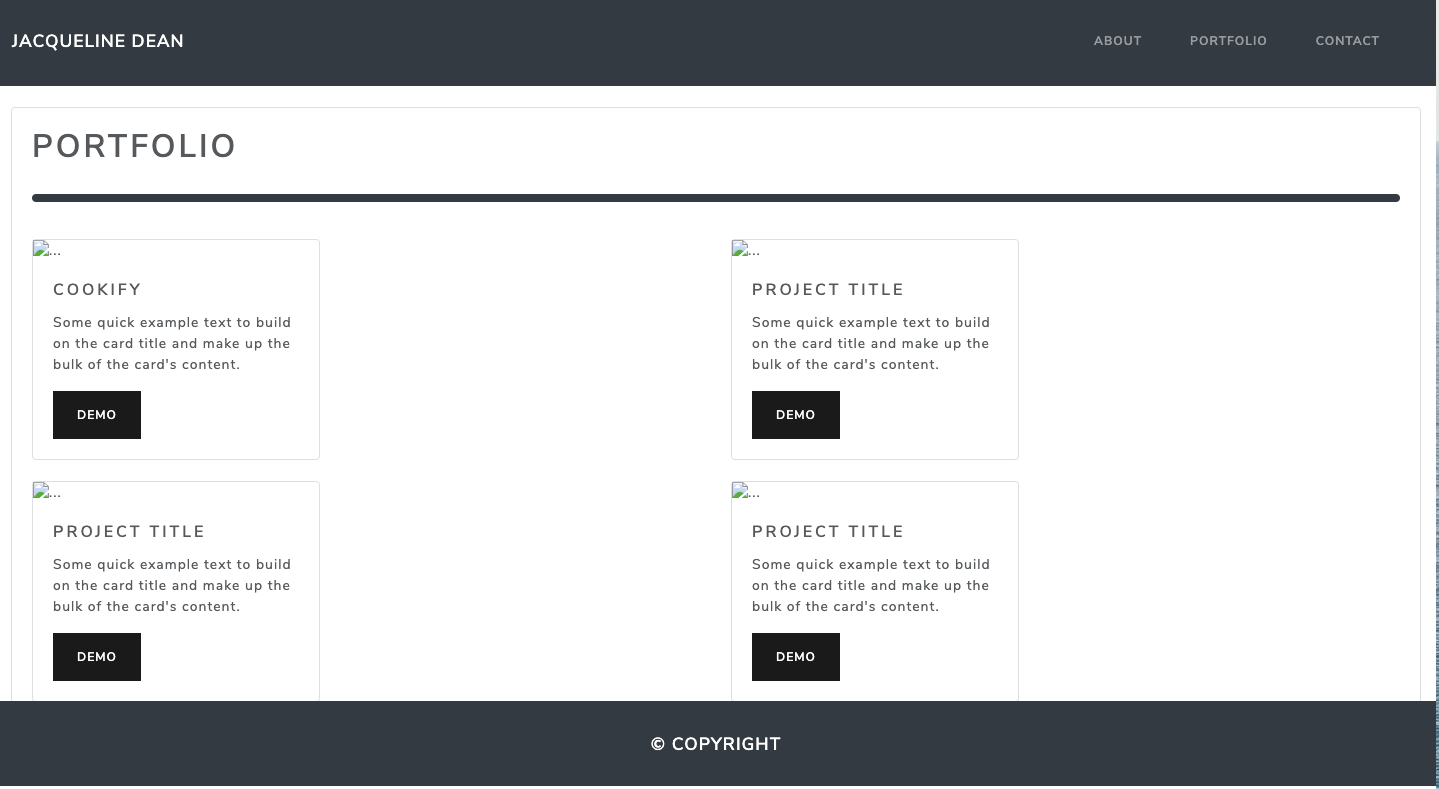 JACQUELINE DEAN
ABOUT
PORTFOLIO
CONTACT
PORTFOLIO
...
COOKIFY
Some quick example text to build
on the card title and make up the
bulk of the card's content.
DEMO
...
PROJECT TITLE
Some quick example text to build
on the card title and make up the
bulk of the card's content.
DEMO
...
PROJECT TITLE
Some quick example text to build
on the card title and make up the
bulk of the card's content.
DEMO
...
PROJECT TITLE
Some quick example text to build
on the card title and make up the
bulk of the card's content.
DEMO
© COPYRIGHT